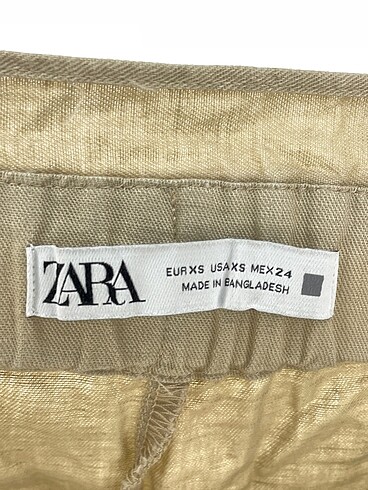 ZARA
EUR XS USA XS MEX 24
MADE IN BANGLADESH